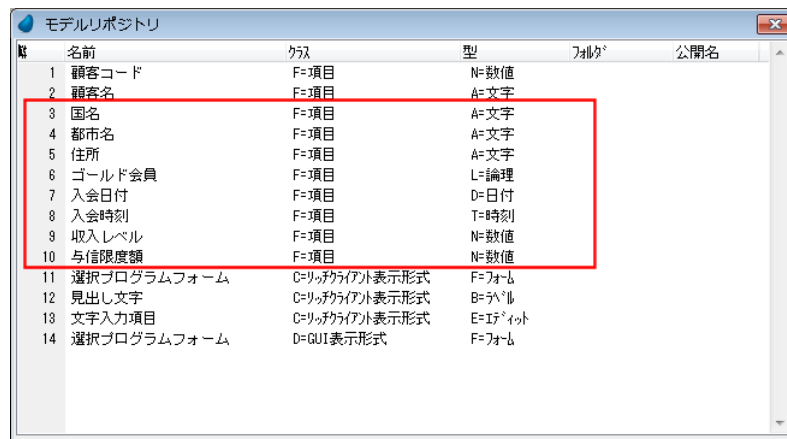 モデルリポジトリ
# 名前 クラス 型 フォルダ 公開名
1 顧客コード F=項目 N=数値
2 顧客名 F=項目 A=文字
3 国名 F=項目 A=文字
4 都市名 F=項目 A=文字
5 住所 F=項目 A=文字
6 ゴールド会員 F=項目 L=論理
7 入会日付 F=項目 D=日付
8 入会時刻 F=項目 T=時刻
9 収入レベル F=項目 N=数値
10 与信限度額 F=項目 N=数値
11 選択プログラムフォーム C=リッチクライアント表示形式 F=フォーム
12 見出し文字 C=リッチクライアント表示形式 B=ラベル
13 文字入力項目 C=リッチクライアント表示形式 E=エディット
14 選択プログラムフォーム D=GUI表示形式 F=フォーム